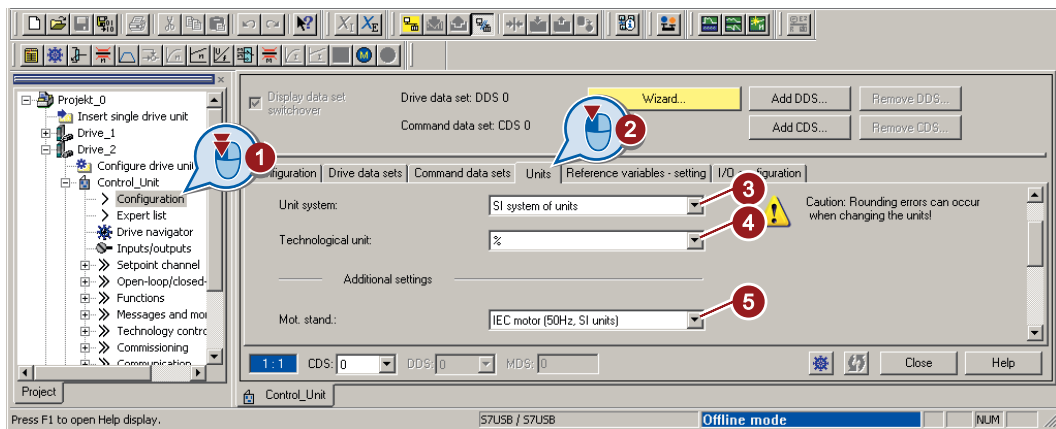 Projekt_0
Insert single drive unit
Drive_1
Drive_2
Configure drive uni
Control_Unit
Configuration
Expert list
Drive navigator
Inputs/outputs
Setpoint channel
Open-loop/closed-
Functions
Messages and mo
Technology contro
Commissioning
Communication
Project
1
Display data set
switchover
Drive data set: DDS 0
Command data set: CDS 0
Wizard...
Add DDS...
Remove DDS...
Add CDS...
Remove CDS...
2
Drive data sets
Command data sets
Units
Reference variables - setting
Unit system:
SI system of units
3
Caution: Rounding errors can occur
when changing the units!
Technological unit:
%
4
Additional settings
Mot. stand.:
IEC motor (50Hz, SI units)
5
1 : 1
CDS: 0
DDS: 0
MDS: 0
Close
Help
Control_Unit
Press F1 to open Help display.
S7USB / S7USB
Offline mode
NUM